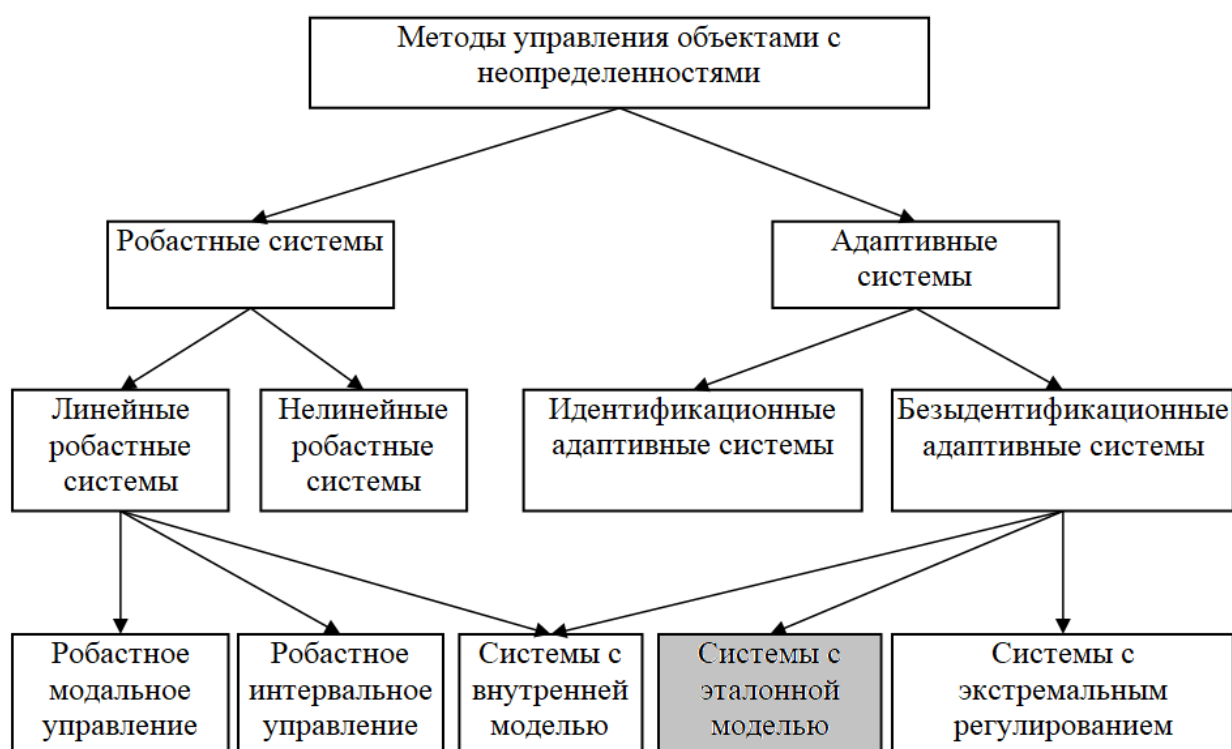 Методы управления объектами с
неопределенностями
Робастные системы
Адаптивные
системы
Линейные
робастные
системы
Нелинейные
робастные
системы
Идентификационные
адаптивные системы
Безыдентификационные
адаптивные системы
Робастное
модальное
управление
Робастное
интервальное
управление
Системы с
внутренней
моделью
Системы с
эталонной
моделью
Системы с
экстремальным
регулированием